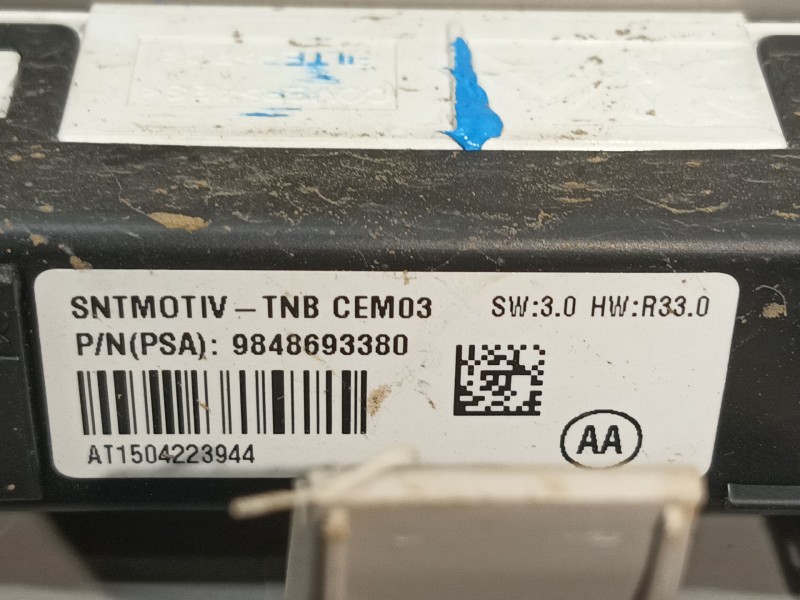 SNTMOTIV-TNB CEM03 SW:3.0 HW:R33.0
P/N(PSA): 9848693380
AT1504223944
AA